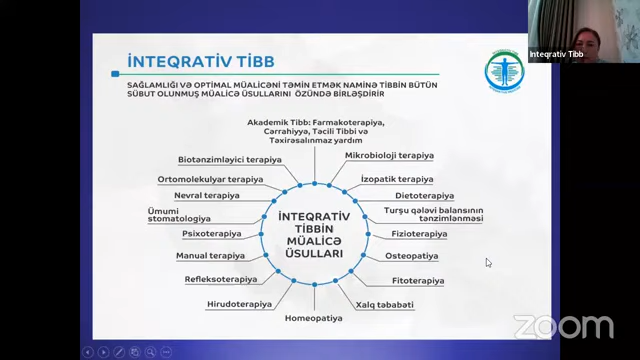 İNTEQRATİV TİBB
SAĞLAMLIĞI VƏ OPTIMAL MÜALİCƏNİ TƏMİN ETMƏK NAMİNƏ TİBBİN BÜTÜN
SÜBUT OLUNMUŞ MÜALİCƏ ÜSULLARINI ÖZÜNDƏ BİRLƏŞDİRİR
Akademik Tibb: Farmakoterapiya,
Cərrahiyyə, Təcili Tibbi və
Təxirəsalınmaz yardım
Biotənzimləyici terapiya
Mikrobioloji terapiya
Ortomolekulyar terapiya
İzopatik terapiya
Nevral terapiya
Dietoterapiya
Ümumi
stomatologiya
Turşu qələvi balansının
tənzimlənməsi
Psixoterapiya
Fizioterapiya
Manual terapiya
Osteopatiya
Refleksoterapiya
Fitoterapiya
Hirudoterapiya
Xalq təbabəti
Homeopatiya
İNTEQRATİV
TİBBİN
MÜALİCƏ
ÜSULLARI
Inteqrativ Tibb
zoom